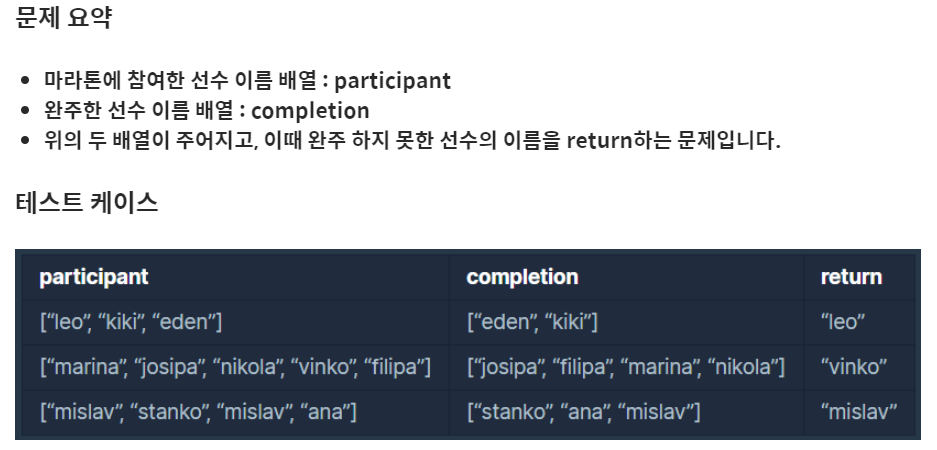 문제 요약
마라톤에 참여한 선수 이름 배열 : participant
완주한 선수 이름 배열 : completion
위의 두 배열이 주어지고, 이때 완주 하지 못한 선수의 이름을 return하는 문제입니다.
테스트 케이스
participant completion return
[“leo”, “kiki”, “eden”] [“eden”, “kiki”] “leo”
[“marina”, “josipa”, “nikola”, “vinko”, “filipa”] [“josipa”, “filipa”, “marina”, “nikola”] “vinko”
[“mislav”, “stanko”, “mislav”, “ana”] [“stanko”, “ana”, “mislav”] “mislav”